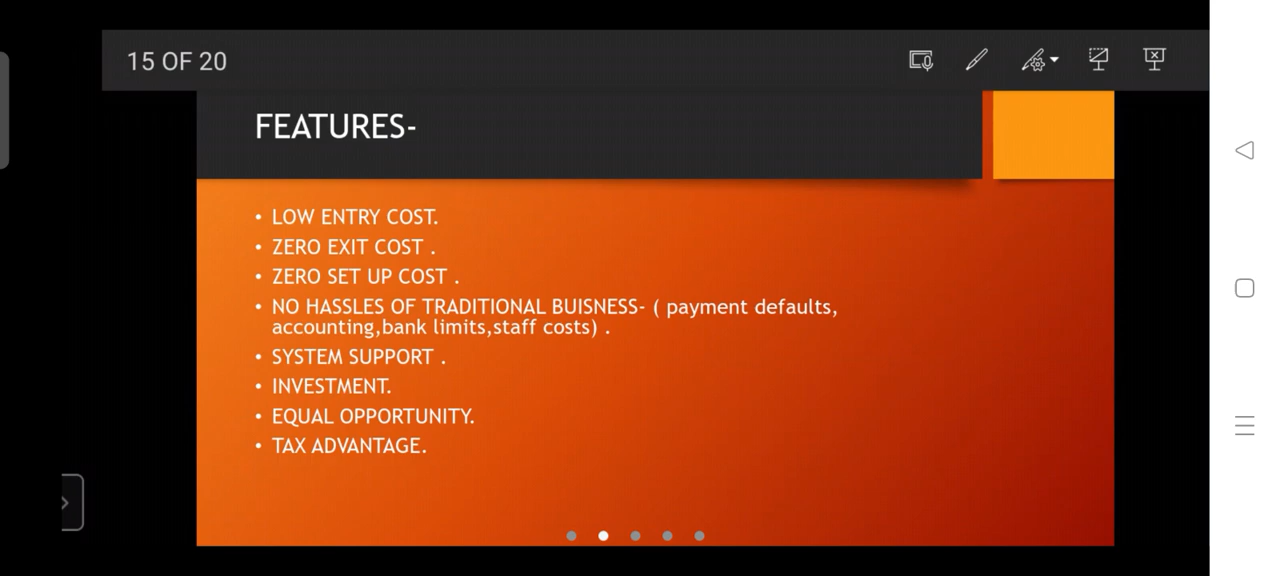 15 OF 20
FEATURES-
• LOW ENTRY COST.
• ZERO EXIT COST .
• ZERO SET UP COST .
• NO HASSLES OF TRADITIONAL BUISNESS- ( payment defaults,
accounting,bank limits,staff costs) .
• SYSTEM SUPPORT .
• INVESTMENT.
• EQUAL OPPORTUNITY.
• TAX ADVANTAGE.